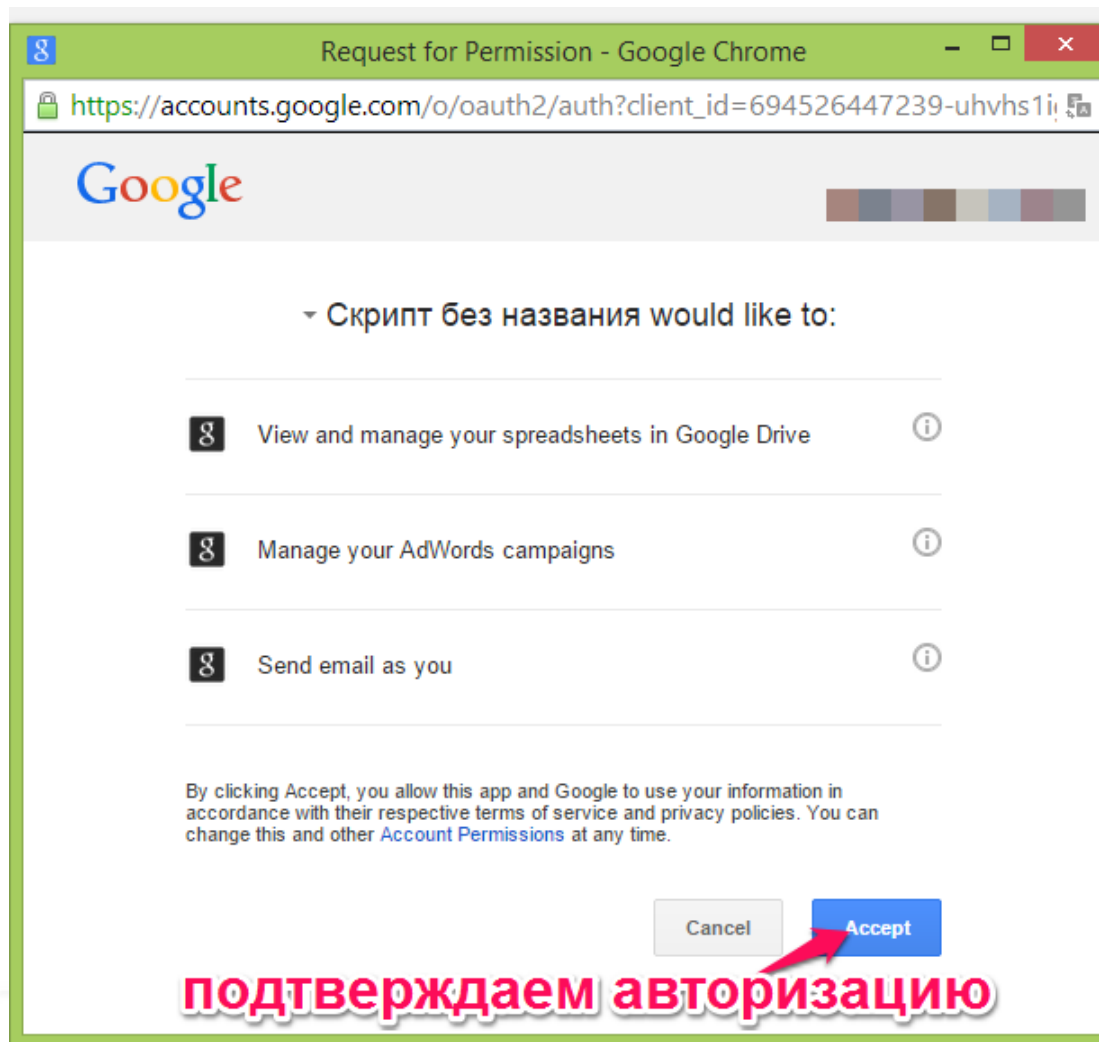 8
Request for Permission - Google Chrome
https://accounts.google.com/o/oauth2/auth?client_id=694526447239-uhvhs1i
Google
Скрипт без названия would like to:
8 View and manage your spreadsheets in Google Drive
8 Manage your AdWords campaigns
8 Send email as you
By clicking Accept, you allow this app and Google to use your information in
accordance with their respective terms of service and privacy policies. You can
change this and other Account Permissions at any time.
Cancel Accept
подтверждаем авторизацию